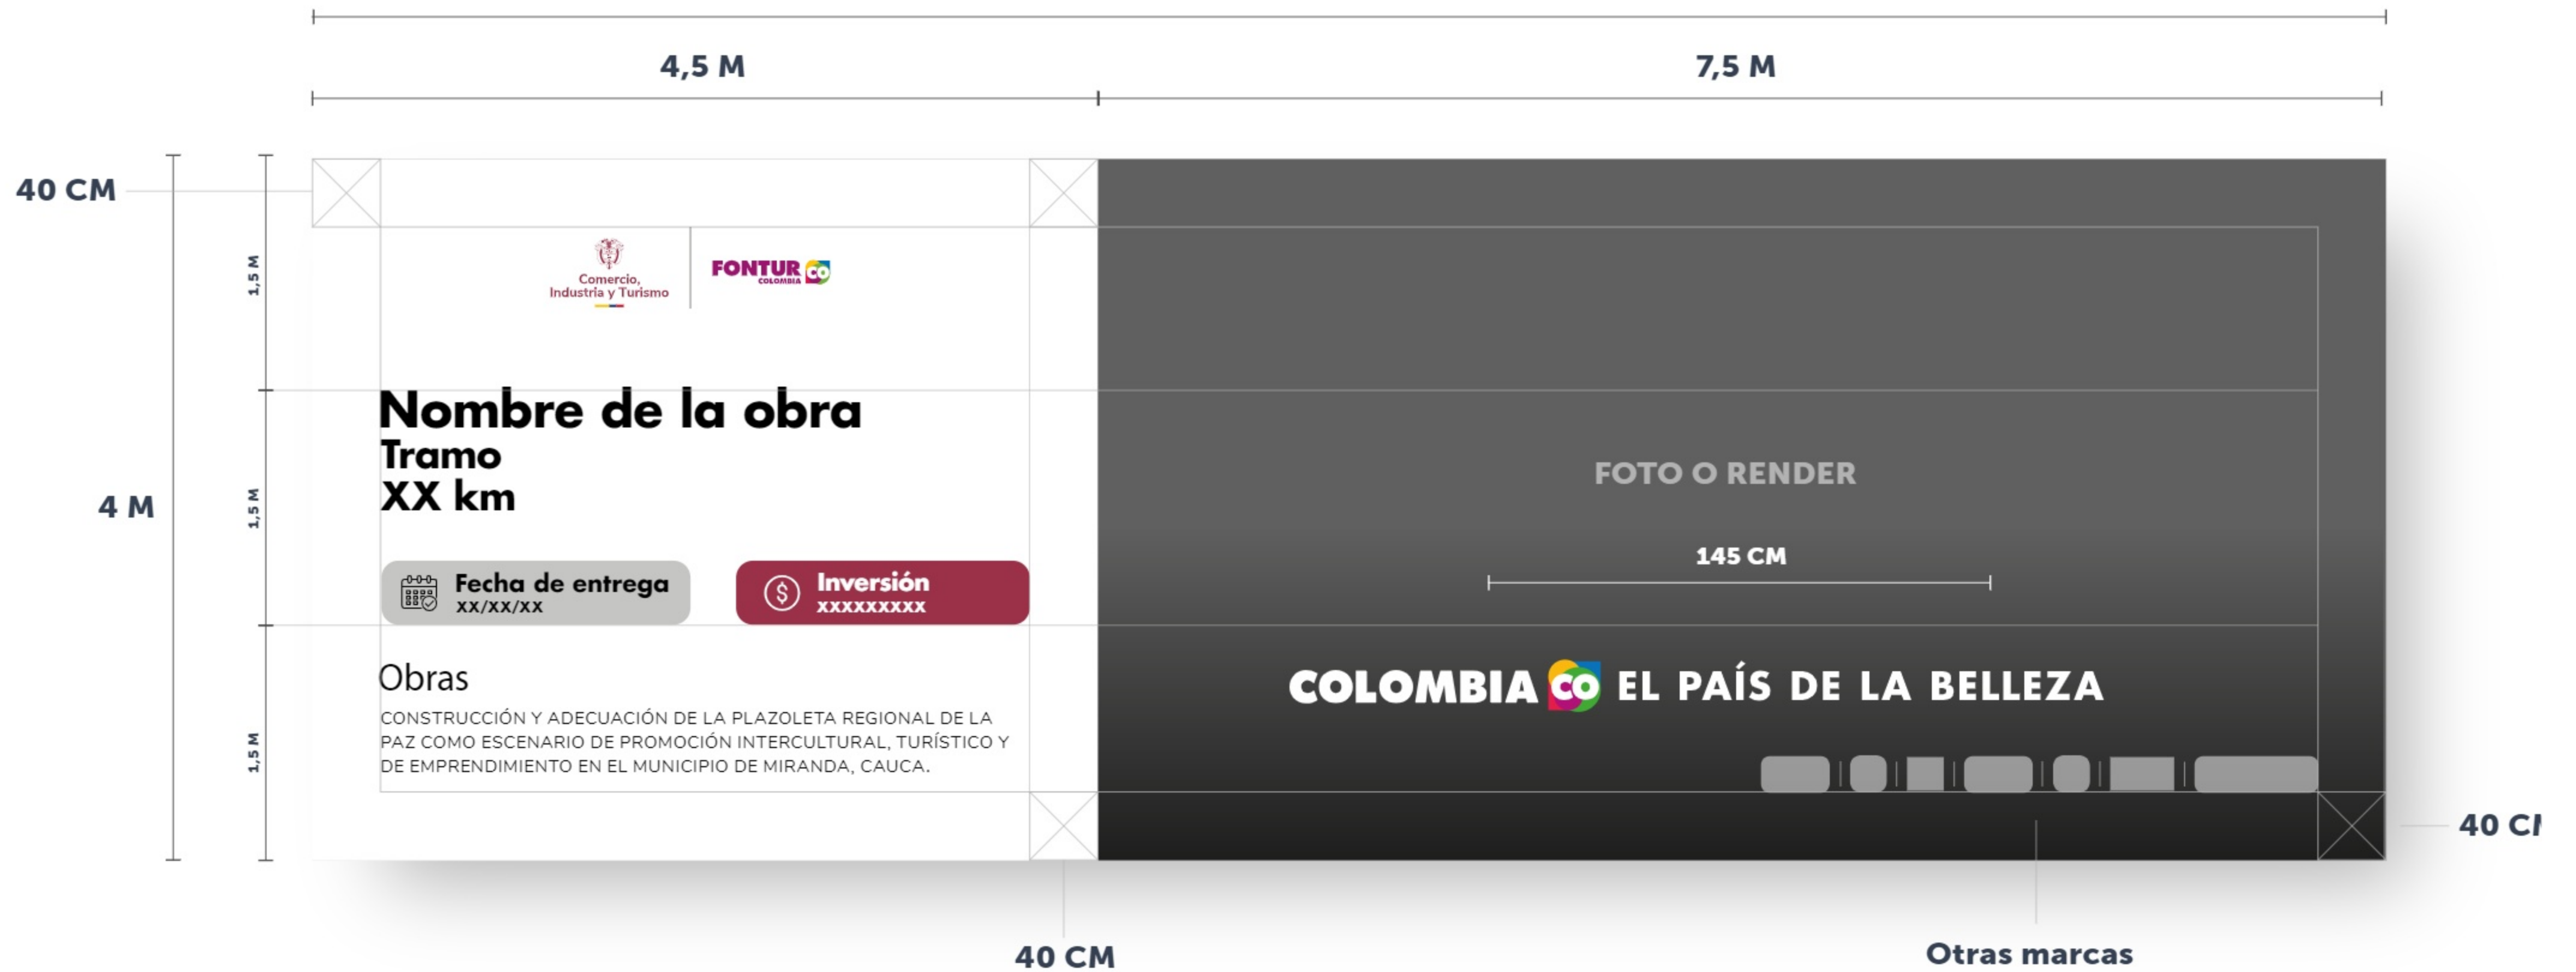 4,5 M
7,5 M
40 CM
1,5 M
Comercio,
Industria y Turismo
FONTUR CO
COLOMBIA
Nombre de la obra
Tramo
XX km
4 M
1,5 M
FOTO O RENDER
145 CM
Fecha de entrega
XX/XX/XX
Inversión
XXXXXXXXX
Obras
CONSTRUCCIÓN Y ADECUACIÓN DE LA PLAZOLETA REGIONAL DE LA
PAZ COMO ESCENARIO DE PROMOCIÓN INTERCULTURAL, TURÍSTICO Y
DE EMPRENDIMIENTO EN EL MUNICIPIO DE MIRANDA, CAUCA.
1,5 M
COLOMBIA CO EL PAÍS DE LA BELLEZA
40
40 CM
Otras marcas